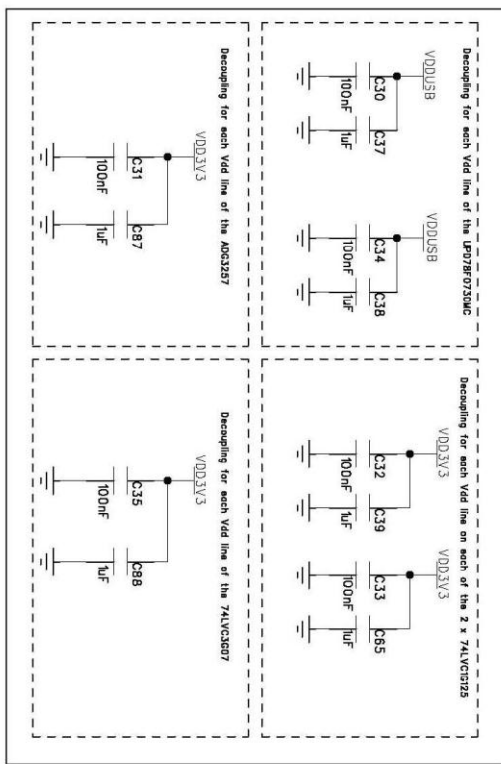 Decoupling for each Vdd line of the UPD78F0730MC
VDDUSB
VDDUSB
C30
C37
C34
C38
100nF
1uF
100nF
1uF
Decoupling for each Vdd line on each of the 2 x 74LVC1G125
VDD3V3
VDD3V3
C32
C39
C33
C65
100nF
1uF
100nF
1uF
Decoupling for each Vdd line of the ADG3257
VDD3V3
C31
C87
100nF
1uF
Decoupling for each Vdd line of the 74LVC3G07
VDD3V3
C35
C88
100nF
1uF